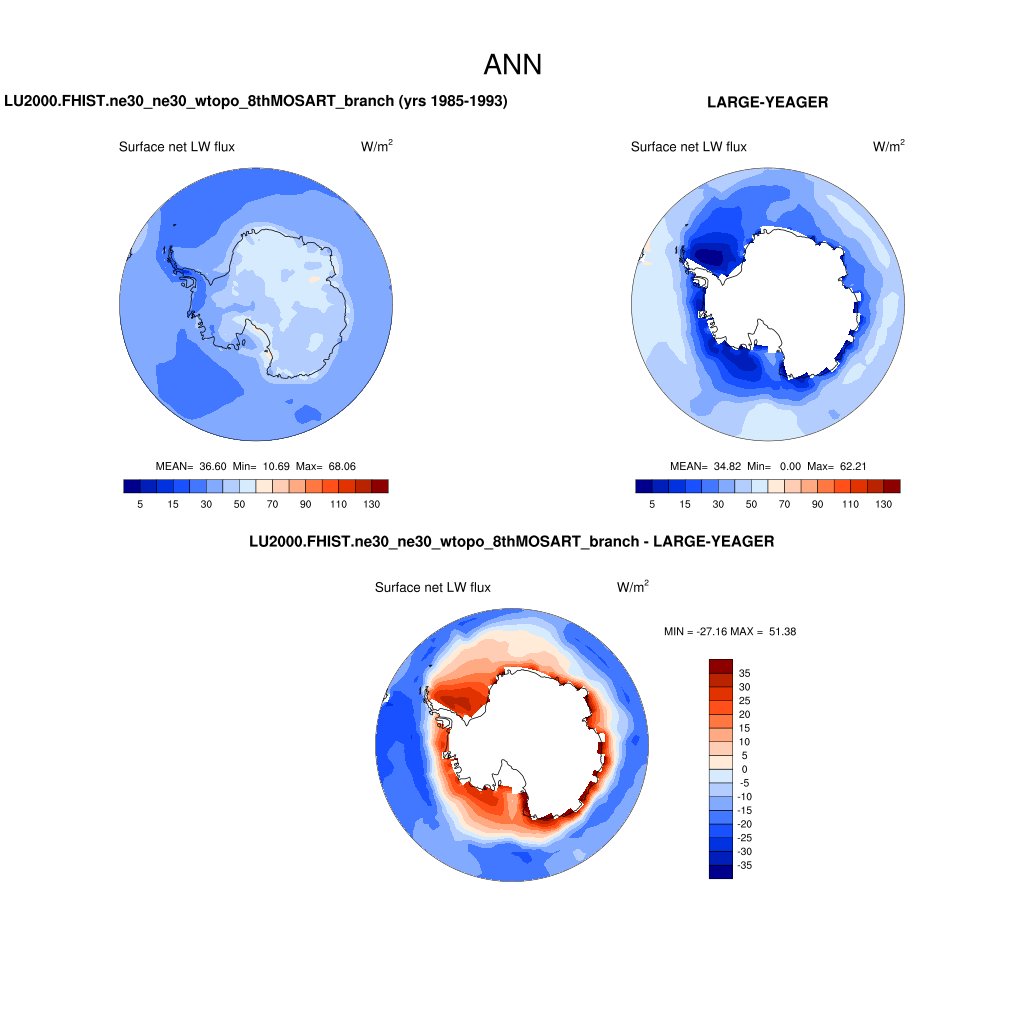 ANN
LU2000.FHIST.ne30_ne30_wtopo_8thMOSART_branch (yrs 1985-1993)
LARGE-YEAGER
Surface net LW flux W/m2
Surface net LW flux W/m2
MEAN= 36.60 Min= 10.69 Max= 68.06
MEAN= 34.82 Min= 0.00 Max= 62.21
5 15 30 50 70 90 110 130
5 15 30 50 70 90 110 130
LU2000.FHIST.ne30_ne30_wtopo_8thMOSART_branch - LARGE-YEAGER
Surface net LW flux W/m2
MIN = -27.16 MAX = 51.38
35
30
25
20
15
10
5
0
-5
-10
-15
-20
-25
-30
-35